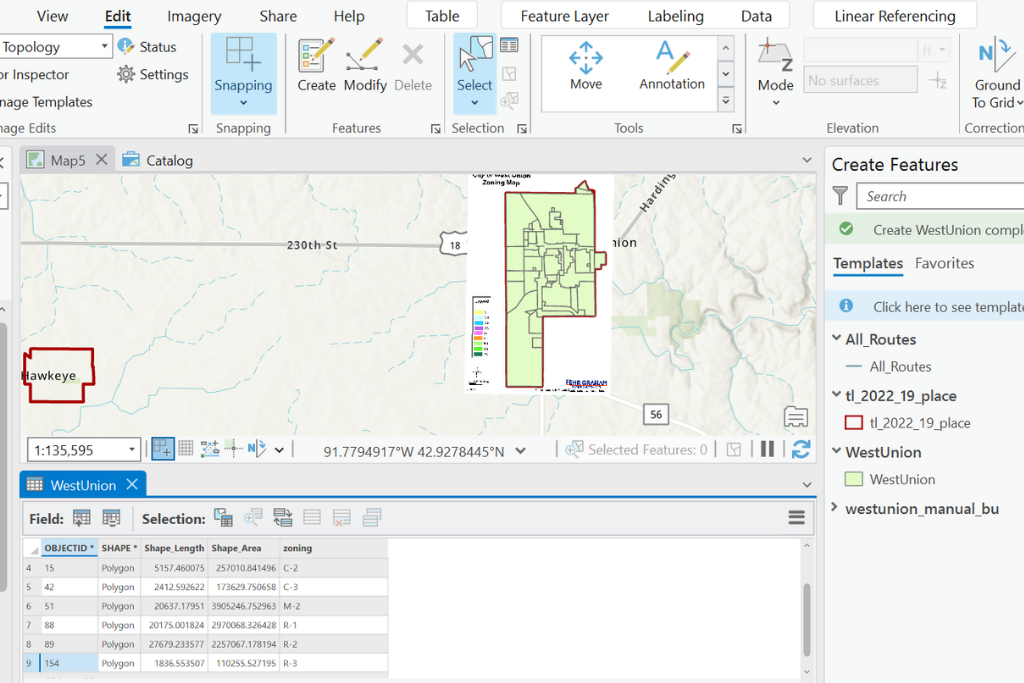 View Edit Imagery Share Help Table Feature Layer Labeling Data Linear Referencing
Topology
Status
or Inspector
Settings
nage Templates
nage Edits
Snapping
Snapping
Create Modify Delete
Features
Select
Selection
Move
Annotation
Tools
Mode
ft
No surfaces
Elevation
Ground
To Grid
Correction
Map5
Catalog
Zoning Map
Harding
230th St
18
nion
Hawkeye
FEHR GRAHAM
56
1:135,595
91.7794917°W 42.9278445°N
Selected Features: 0
Create Features
Search
Create WestUnion comple
Templates Favorites
Click here to see template
All_Routes
All_Routes
tl_2022_19_place
tl_2022_19_place
WestUnion
WestUnion
westunion_manual_bu
WestUnion
Field: Selection:
OBJECTID * SHAPE * Shape_Length Shape_Area zoning
4 15 Polygon 5157.460075 257010.841496 C-2
5 42 Polygon 2412.592622 173629.750658 C-3
6 51 Polygon 20637.17951 3905246.752963 M-2
7 88 Polygon 20175.001824 2970068.326428 R-1
8 89 Polygon 27679.233577 2257067.178194 R-2
9 154 Polygon 1836.553507 110255.527195 R-3